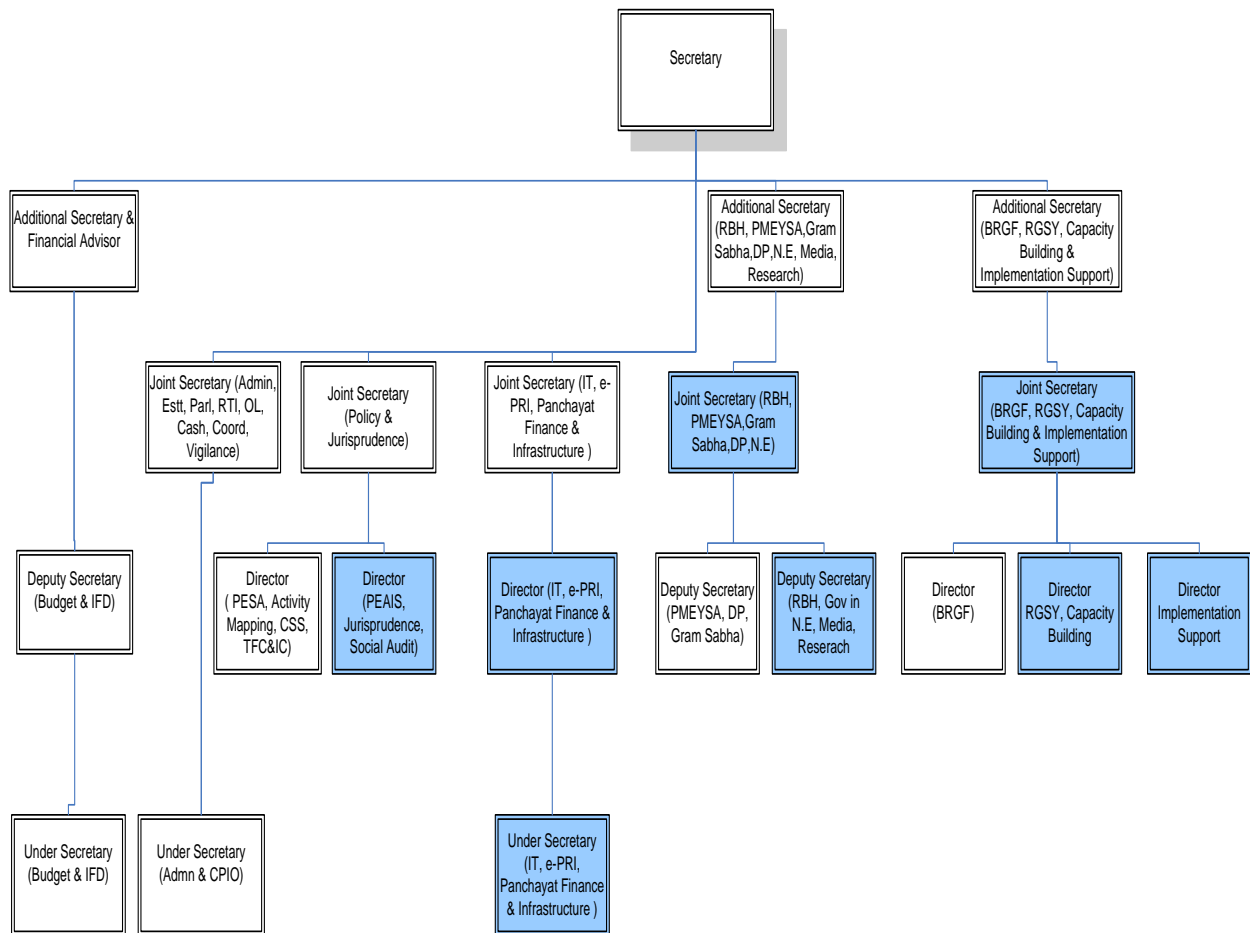 Secretary
Additional Secretary &
Financial Advisor
Additional Secretary
(RBH, PMEYSA,Gram
Sabha,DP,N.E, Media,
Research)
Additional Secretary
(BRGF, RGSY, Capacity
Building &
Implementation Support)
Joint Secretary (Admin,
Estt, Parl, RTI, OL,
Cash, Coord,
Vigilance)
Joint Secretary
(Policy &
Jurisprudence)
Joint Secretary (IT, e-
PRI, Panchayat
Finance &
Infrastructure )
Joint Secretary (RBH,
PMEYSA,Gram
Sabha,DP,N.E)
Joint Secretary
(BRGF, RGSY, Capacity
Building & Implementation
Support)
Deputy Secretary
(Budget & IFD)
Director
( PESA, Activity
Mapping, CSS,
TFC&IC)
Director
(PEAIS,
Jurisprudence,
Social Audit)
Director (IT, e-PRI,
Panchayat Finance &
Infrastructure )
Deputy Secretary
(PMEYSA, DP,
Gram Sabha)
Deputy Secretary
(RBH, Gov in
N.E, Media,
Reserach
Director
(BRGF)
Director
RGSY, Capacity
Building
Director
Implementation
Support
Under Secretary
(Budget & IFD)
Under Secretary
(Admn & CPIO)
Under Secretary
(IT, e-PRI,
Panchayat Finance
& Infrastructure )